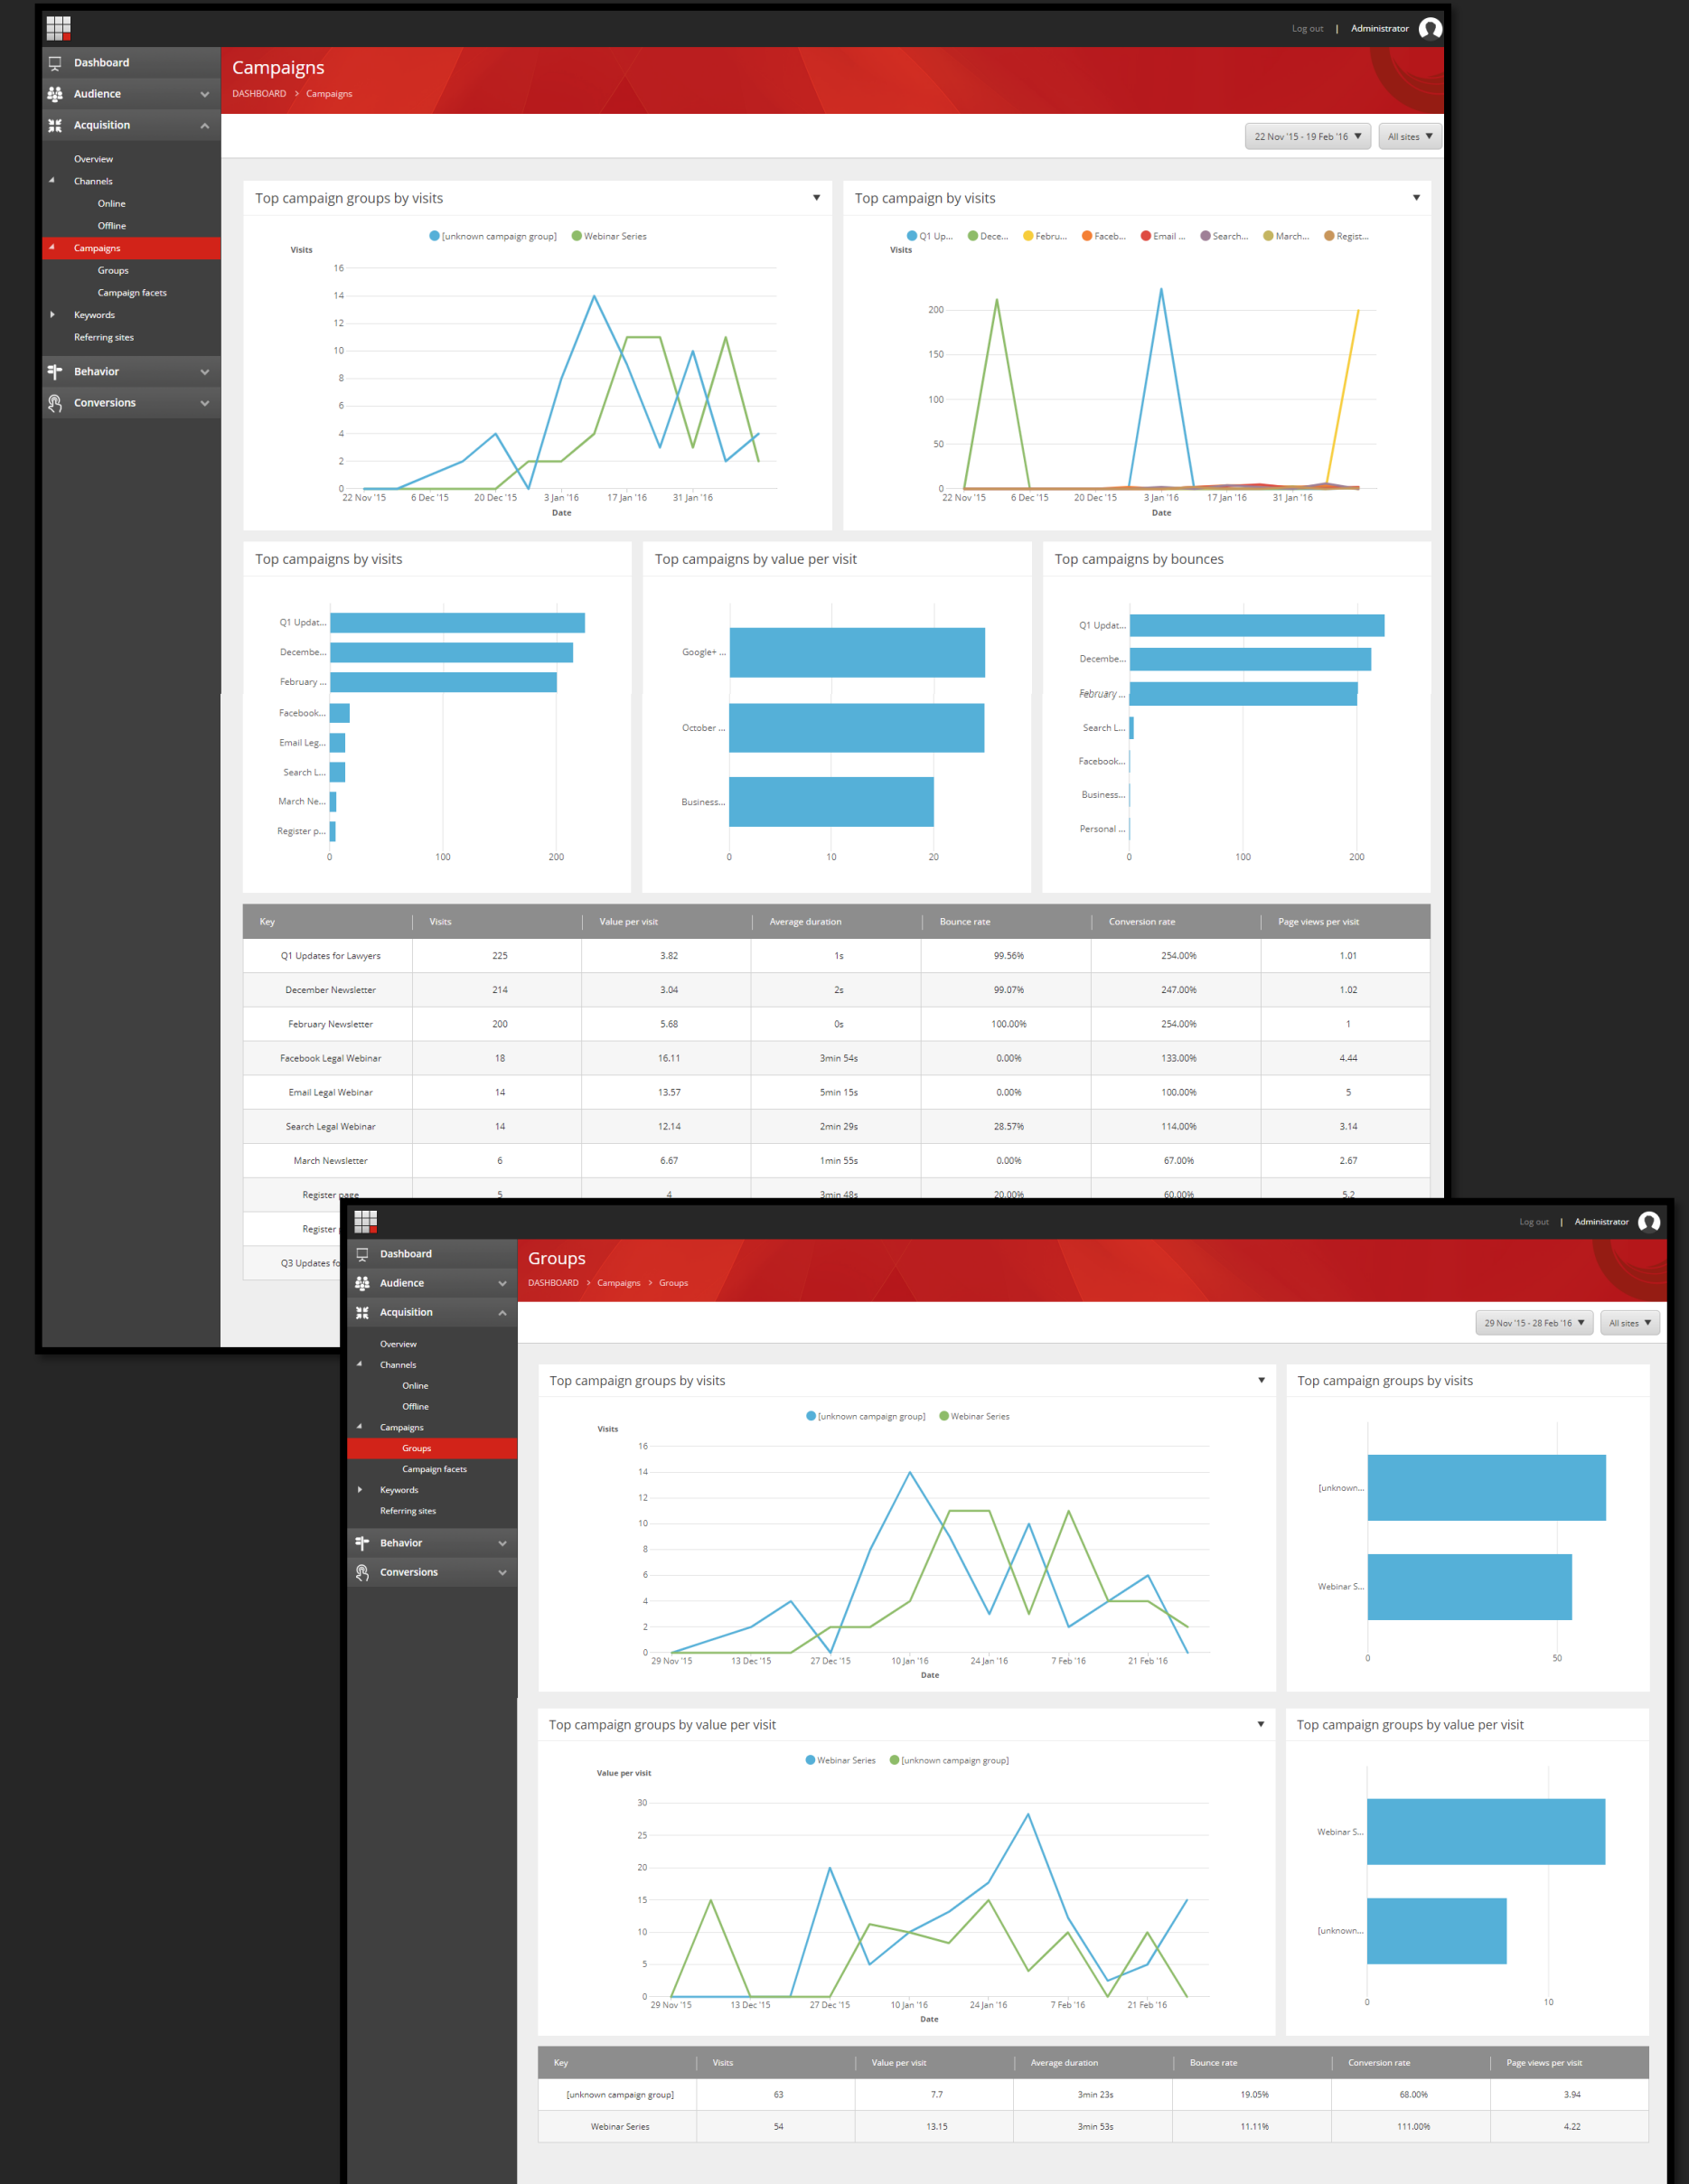 Log out | Administrator
Dashboard
Audience
Acquisition
Overview
Channels
Online
Offline
Campaigns
Groups
Campaign facets
Keywords
Referring sites
Behavior
Conversions
Campaigns
DASHBOARD > Campaigns
22 Nov '15 - 19 Feb '16
All sites
Top campaign groups by visits
[unknown campaign group] Webinar Series
Visits
16
14
12
10
8
6
4
2
0
22 Nov '15 6 Dec '15 20 Dec '15 3 Jan '16 17 Jan '16 31 Jan '16
Date
Top campaign by visits
Q1 Up... Dece... Febru... Faceb... Email ... Search... March... Regist...
Visits
200
150
100
50
0
22 Nov '15 6 Dec '15 20 Dec '15 3 Jan '16 17 Jan '16 31 Jan '16
Date
Top campaigns by visits
Q1 Updat...
Decembe...
February ...
Facebook...
Email Leg...
Search L...
March Ne...
Register p...
0 100 200
Top campaigns by value per visit
Google+ ...
October ...
Business...
0 10 20
Top campaigns by bounces
Q1 Updat...
Decembe...
February ...
Search L...
Facebook...
Business...
Personal ...
0 100 200
Key Visits Value per visit Average duration Bounce rate Conversion rate Page views per visit
Q1 Updates for Lawyers 225 3.82 1s 99.56% 254.00% 1.01
December Newsletter 214 3.04 2s 99.07% 247.00% 1.02
February Newsletter 200 5.68 0s 100.00% 254.00% 1
Facebook Legal Webinar 18 16.11 3min 54s 0.00% 133.00% 4.44
Email Legal Webinar 14 13.57 5min 15s 0.00% 100.00% 5
Search Legal Webinar 14 12.14 2min 29s 28.57% 114.00% 3.14
March Newsletter 6 6.67 1min 55s 0.00% 67.00% 2.67
Register page 5 4 3min 48s 20.00% 60.00% 5.2
Register
Q3 Updates fo
Log out | Administrator
Dashboard
Audience
Acquisition
Overview
Channels
Online
Offline
Campaigns
Groups
Campaign facets
Keywords
Referring sites
Behavior
Conversions
Groups
DASHBOARD > Campaigns > Groups
29 Nov '15 - 28 Feb '16
All sites
Top campaign groups by visits
[unknown campaign group] Webinar Series
Visits
16
14
12
10
8
6
4
2
0
29 Nov '15 13 Dec '15 27 Dec '15 10 Jan '16 24 Jan '16 7 Feb '16 21 Feb '16
Date
Top campaign groups by visits
[unknown...
Webinar S...
0 50
Top campaign groups by value per visit
Webinar Series [unknown campaign group]
Value per visit
30
25
20
15
10
5
0
29 Nov '15 13 Dec '15 27 Dec '15 10 Jan '16 24 Jan '16 7 Feb '16 21 Feb '16
Date
Top campaign groups by value per visit
Webinar S...
[unknown...
0 10
Key Visits Value per visit Average duration Bounce rate Conversion rate Page views per visit
[unknown campaign group] 63 7.7 3min 23s 19.05% 68.00% 3.94
Webinar Series 54 13.15 3min 53s 11.11% 111.00% 4.22